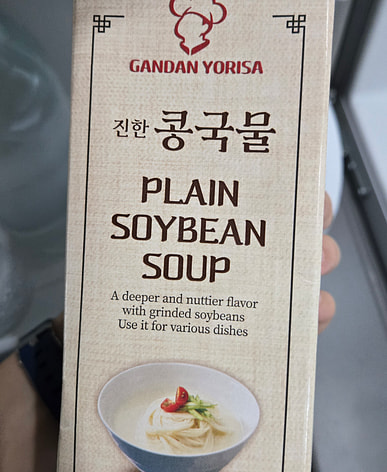 GANDAN YORISA
진한 콩국물
PLAIN
SOYBEAN
SOUP
A deeper and nuttier flavor
with grinded soybeans
Use it for various dishes